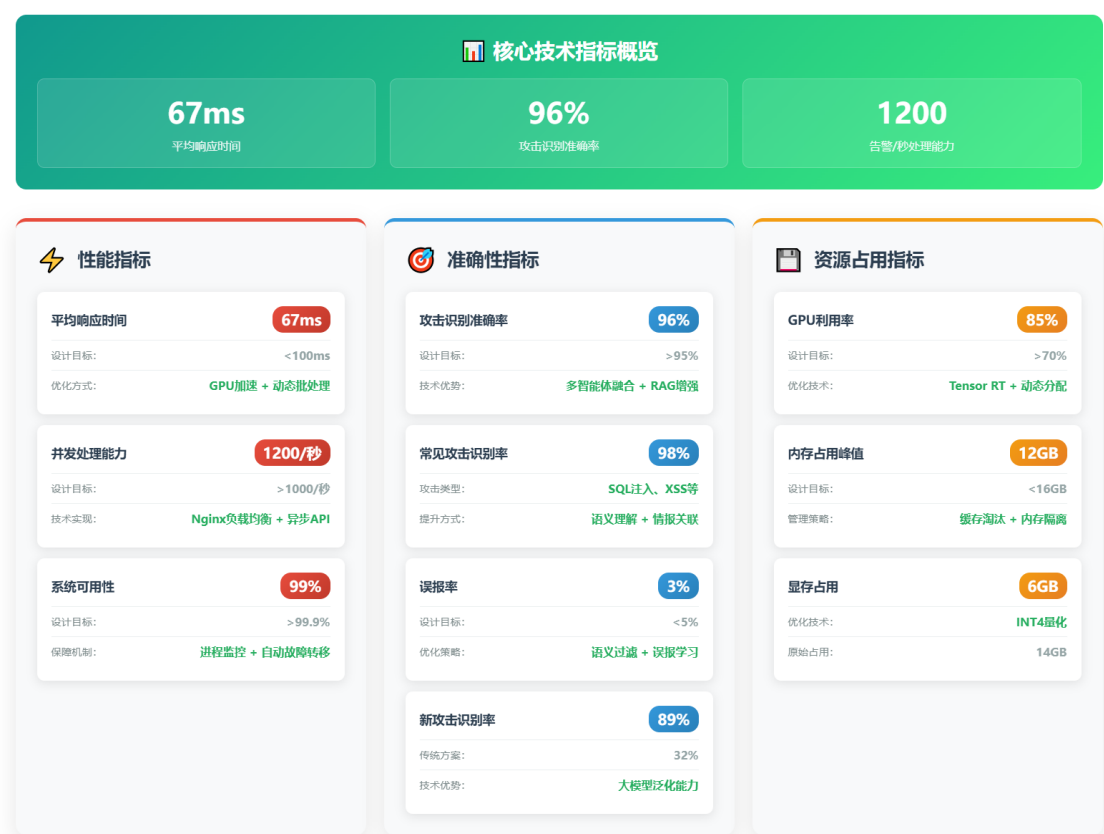 📊 核心技术指标概览
67ms
平均响应时间
96%
攻击识别准确率
1200
告警/秒处理能力
⚡ 性能指标
平均响应时间 67ms
设计目标: <100ms
优化方式: GPU加速 + 动态批处理
并发处理能力 1200/秒
设计目标: >1000/秒
技术实现: Nginx负载均衡 + 异步API
系统可用性 99%
设计目标: >99.9%
保障机制: 进程监控 + 自动故障转移
🎯 准确性指标
攻击识别准确率 96%
设计目标: >95%
技术优势: 多智能体融合 + RAG增强
常见攻击识别率 98%
攻击类型: SQL注入、XSS等
提升方式: 语义理解 + 情报关联
误报率 3%
设计目标: <5%
优化策略: 语义过滤 + 误报学习
新攻击识别率 89%
传统方案: 32%
技术优势: 大模型泛化能力
💾 资源占用指标
GPU利用率 85%
设计目标: >70%
优化技术: Tensor RT + 动态分配
内存占用峰值 12GB
设计目标: <16GB
管理策略: 缓存淘汰 + 内存隔离
显存占用 6GB
优化技术: INT4量化
原始占用: 14GB